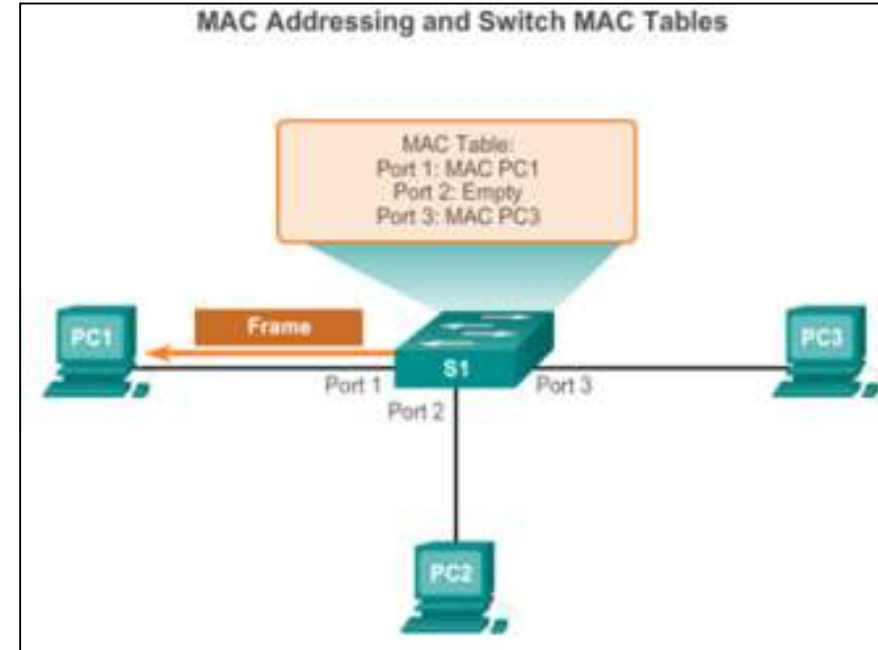 MAC Addressing and Switch MAC Tables
MAC Table:
Port 1: MAC PC1
Port 2: Empty
Port 3: MAC PC3
PC1
Frame
S1
PC3
Port 1
Port 3
Port 2
PC2